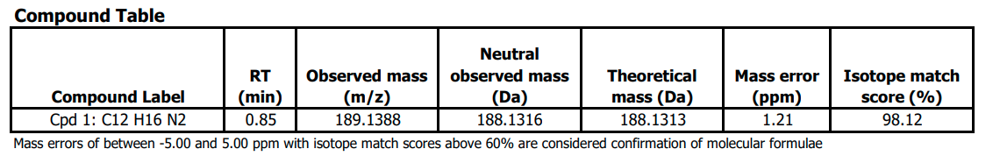 Compound Table
Compound Label RT (min) Observed mass (m/z) Neutral observed mass (Da) Theoretical mass (Da) Mass error (ppm) Isotope match score (%)
Cpd 1: C12 H16 N2 0.85 189.1388 188.1316 188.1313 1.21 98.12
Mass errors of between -5.00 and 5.00 ppm with isotope match scores above 60% are considered confirmation of molecular formulae